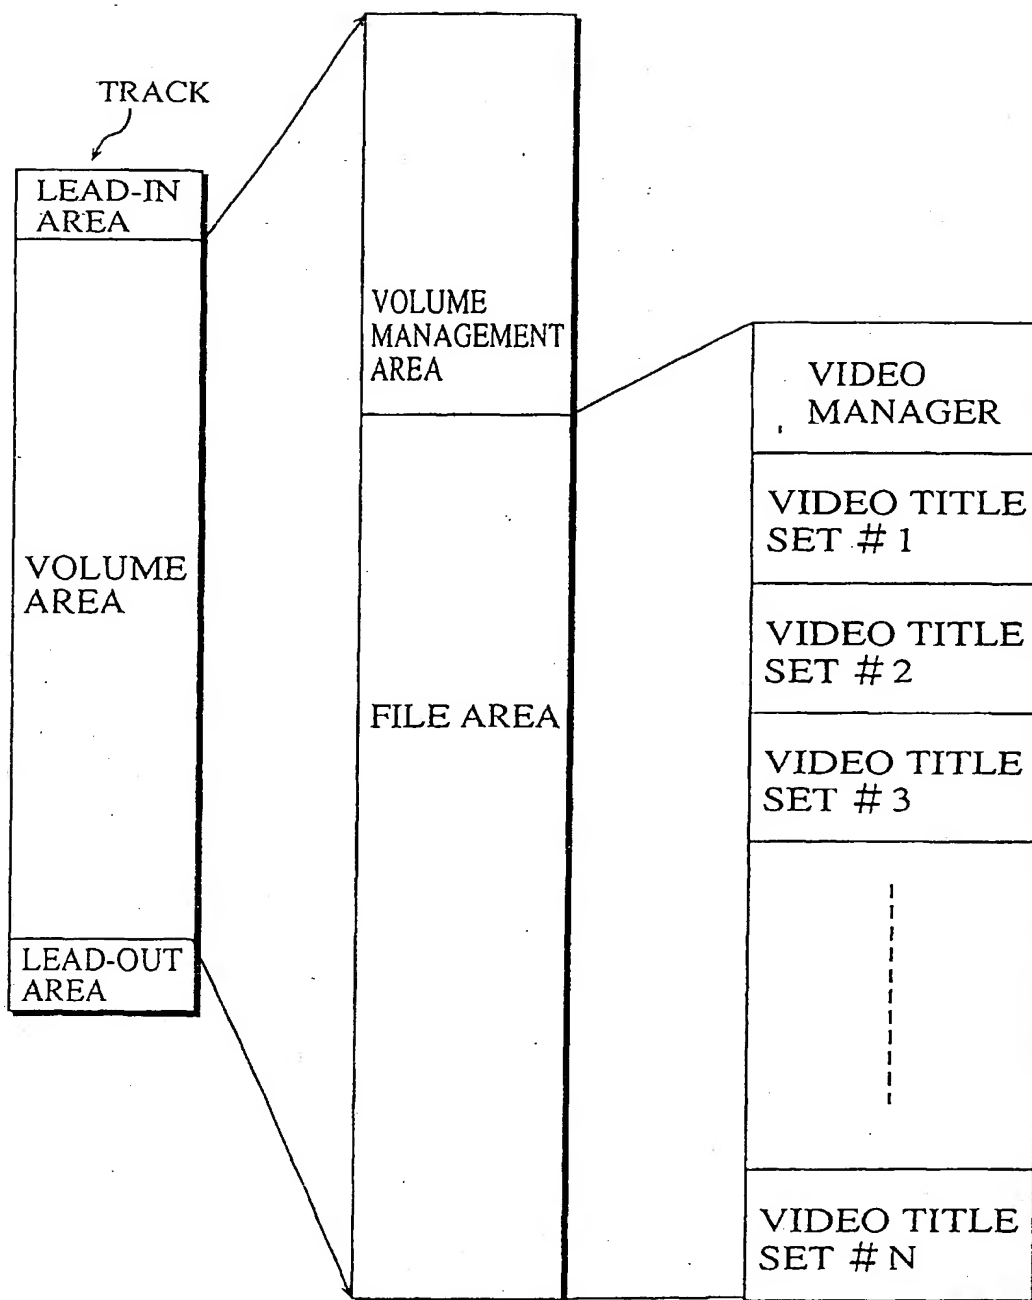 TRACK
LEAD-IN
AREA
VOLUME
AREA
LEAD-OUT
AREA
VOLUME
MANAGEMENT
AREA
FILE AREA
VIDEO
MANAGER
VIDEO TITLE
SET # 1
VIDEO TITLE
SET # 2
VIDEO TITLE
SET # 3
VIDEO TITLE
SET # N